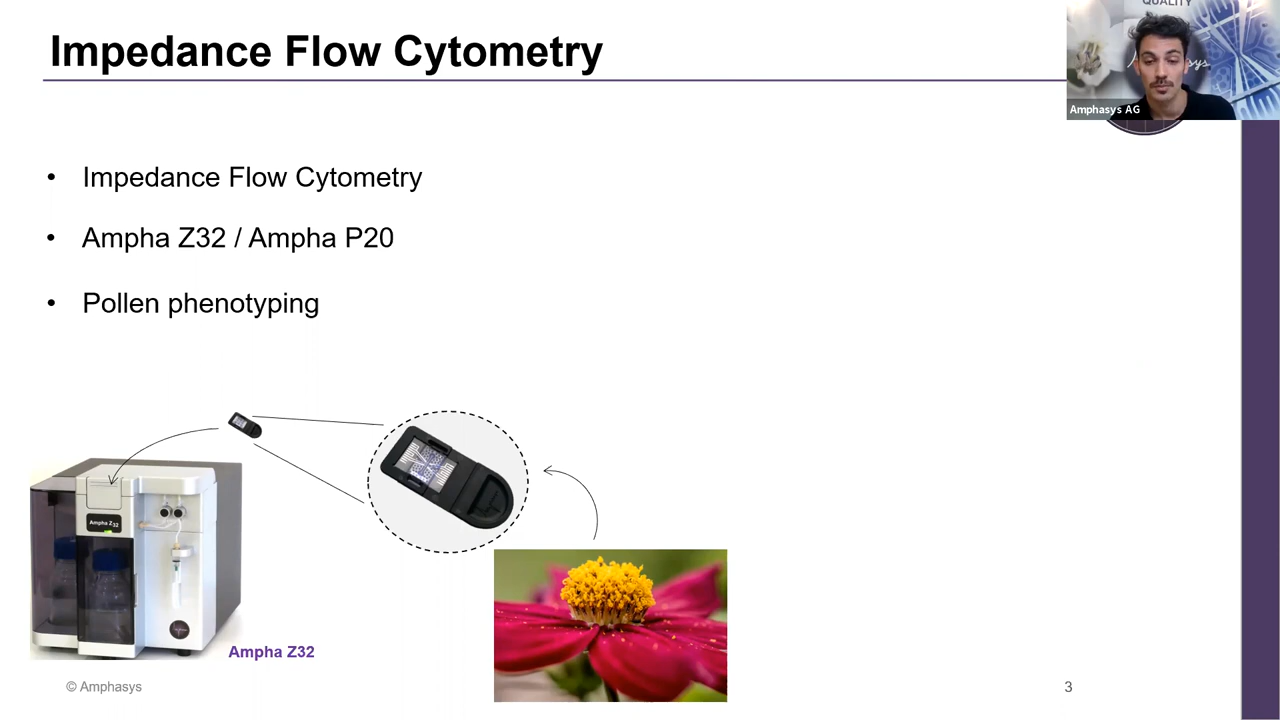 Impedance Flow Cytometry
QUALITY
Amphasys AG
• Impedance Flow Cytometry
• Ampha Z32 / Ampha P20
• Pollen phenotyping
Ampha Z32
Ampha Z32
© Amphasys
3